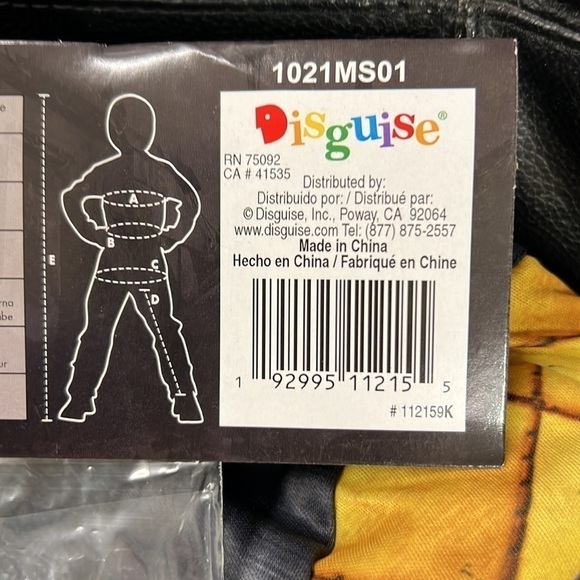 1021MS01
Disguise®
RN 75092
CA # 41535
Distributed by:
Distribuido por: / Distribué par:
© Disguise, Inc., Poway, CA 92064
www.disguise.com Tel: (877) 875-2557
Made in China
Hecho en China / Fabriqué en Chine
1 92995 11215 5
# 112159K
A
B
C
D
E